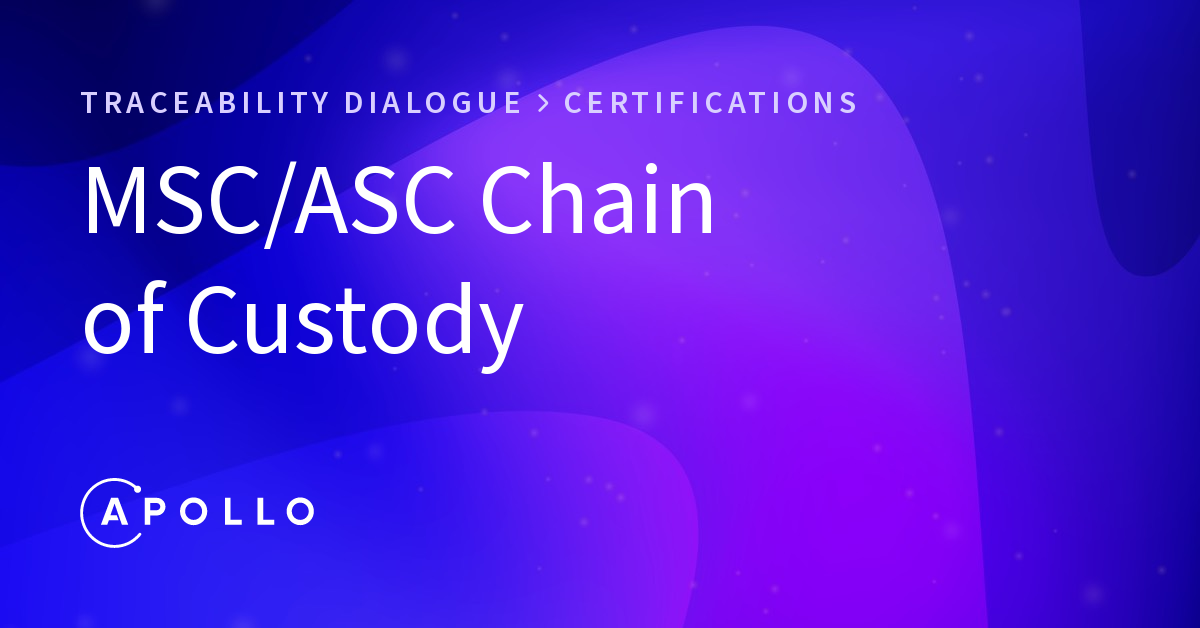 TRACEABILITY DIALOGUE > CERTIFICATIONS
MSC/ASC Chain
of Custody
APOLLO